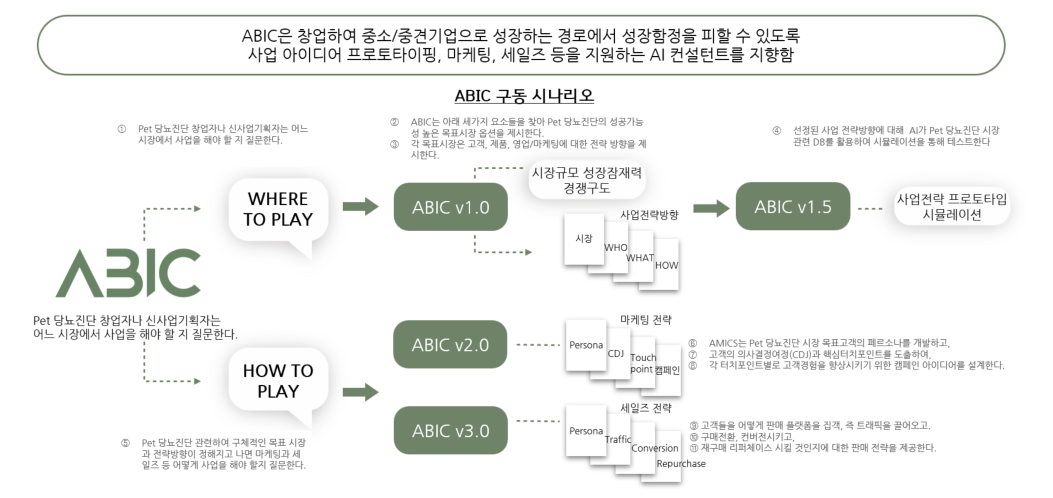 ABIC은 창업하여 중소/중견기업으로 성장하는 경로에서 성장함정을 피할 수 있도록
사업 아이디어 프로토타이핑, 마케팅, 세일즈 등을 지원하는 AI 컨설턴트를 지향함
ABIC 구동 시나리오
① Pet 당뇨진단 창업자나 신사업기획자는 어느
시장에서 사업을 해야 할 지 질문한다.
② ABIC는 아래 세가지 요소들을 찾아 Pet 당뇨진단의 성공가능
성 높은 목표시장 옵션을 제시한다.
③ 각 목표시장은 고객, 제품, 영업/마케팅에 대한 전략 방향을 제
시한다.
④ 선정된 사업 전략방향에 대해 AI가 Pet 당뇨진단 시장
관련 DB를 활용하여 시뮬레이션을 통해 테스트한다
WHERE
TO PLAY
ABIC v1.0
시장규모 성장잠재력
경쟁구도
사업전략방향
시장
WHO
WHAT
HOW
ABIC v1.5
사업전략 프로토타입
시뮬레이션
ABIC
Pet 당뇨진단 창업자나 신사업기획자는
어느 시장에서 사업을 해야 할 지 질문한다.
HOW TO
PLAY
ABIC v2.0
마케팅 전략
Persona
CDJ
Touch
point
캠페인
⑥ AMICS는 Pet 당뇨진단 시장 목표고객의 페르소나를 개발하고,
⑦ 고객의 의사결정여정(CDJ)과 핵심터치포인트를 도출하여,
⑧ 각 터치포인트별로 고객경험을 향상시키기 위한 캠페인 아이디어를 설계한다.
ABIC v3.0
세일즈 전략
Persona
Traffic
Conversion
Repurchase
⑨ 고객들을 어떻게 판매 플랫폼을 집객, 즉 트래픽을 끌어오고.
⑩ 구매전환, 컨버전시키고,
⑪ 재구매 리퍼체이스 시킬 것인지에 대한 판매 전략을 제공한다.
⑤ Pet 당뇨진단 관련하여 구체적인 목표 시장
과 전략방향이 정해지고 나면 마케팅과 세
일즈 등 어떻게 사업을 해야 할지 질문한다.